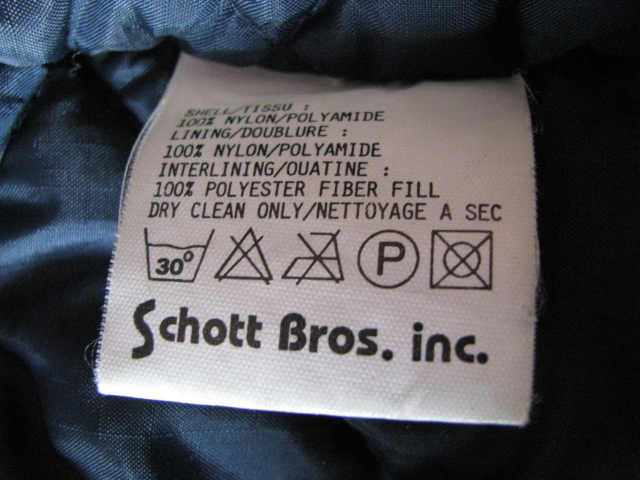 SHELL/TISSU :
100% NYLON/POLYAMIDE
LINING/DOUBLURE :
100% NYLON/POLYAMIDE
INTERLINING/OUATINE :
100% POLYESTER FIBER FILL
DRY CLEAN ONLY/NETTOYAGE A SEC
30° P
Schott Bros. inc.